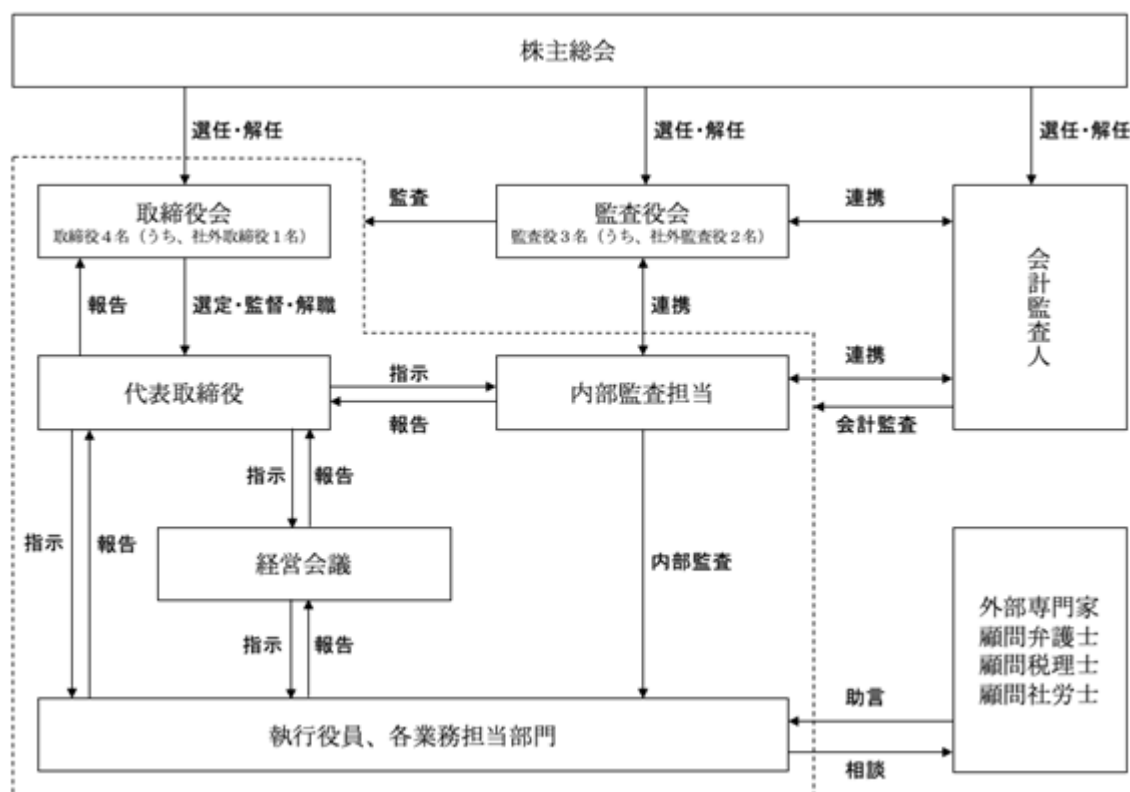 株主総会
選任・解任
選任・解任
選任・解任
取締役会
取締役4名（うち、社外取締役1名）
監査
監査役会
監査役3名（うち、社外監査役2名）
連携
会計監査人
報告
選定・監督・解職
連携
代表取締役
指示
報告
内部監査担当
連携
会計監査
指示
報告
指示
報告
経営会議
内部監査
指示
報告
外部専門家
顧問弁護士
顧問税理士
顧問社労士
執行役員、各業務担当部門
助言
相談